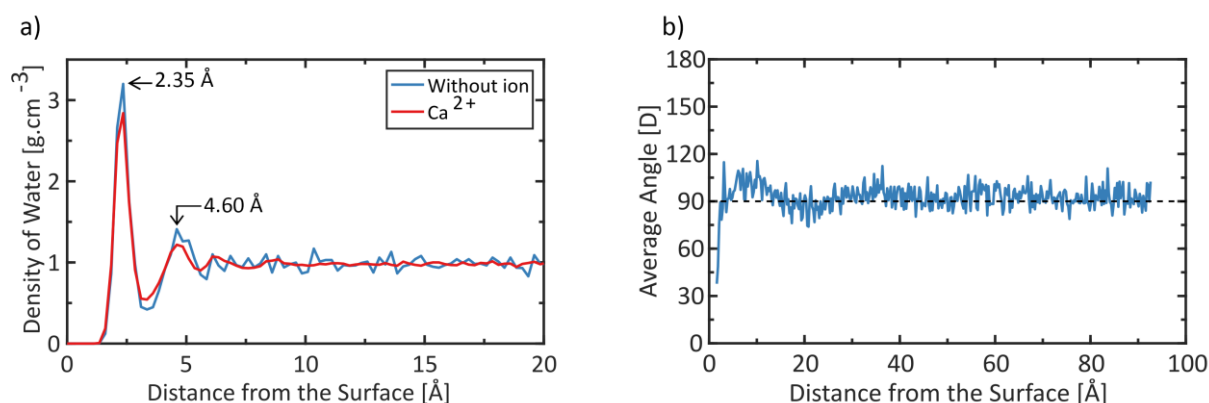 a)
Density of Water [g.cm⁻³]
3
2
1
0
2.35 Å
4.60 Å
Without ion
Ca²⁺
0 5 10 15 20
Distance from the Surface [Å]
b)
Average Angle [D]
180
150
120
90
60
30
0
0 20 40 60 80 100
Distance from the Surface [Å]